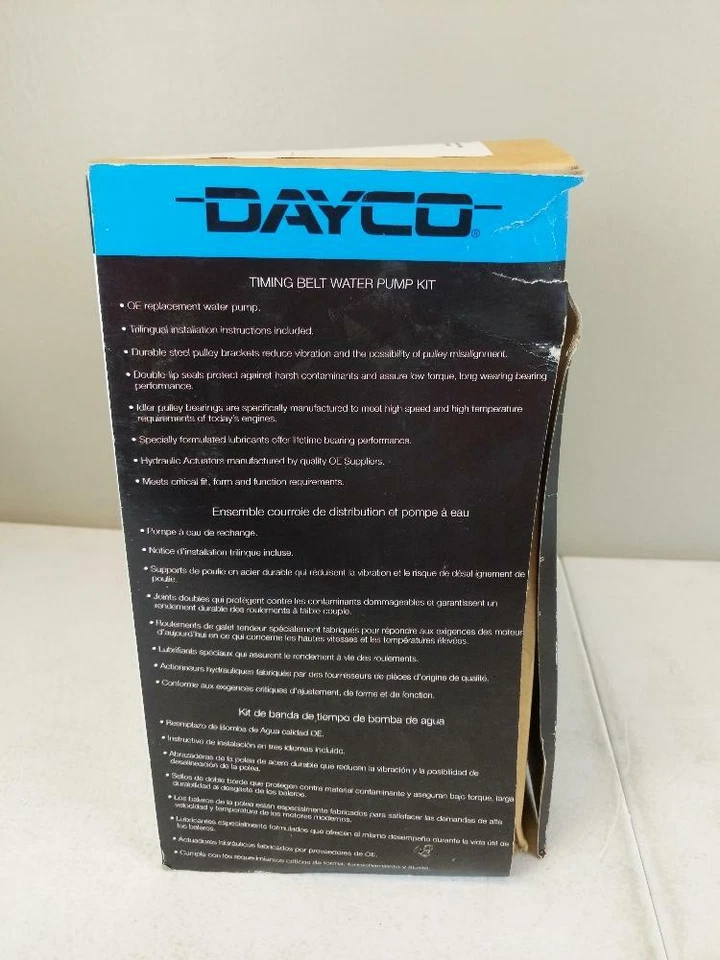 DAYCO®
TIMING BELT WATER PUMP KIT
• OE replacement water pump.
• Trilingual installation instructions included.
• Durable steel pulley brackets reduce vibration and the possibility of pulley misalignment.
• Double lip seals protect against harsh contaminants and assure low torque, long wearing bearing
performance.
• Idler pulley bearings are specifically manufactured to meet high speed and high temperature
requirements of today's engines.
• Specially formulated lubricants offer lifetime bearing performance.
• Hydraulic Actuators manufactured by quality OE Suppliers.
• Meets critical fit, form and function requirements.
Ensemble courroie de distribution et pompe à eau
• Pompe à eau de rechange.
• Notice d'installation trilingue incluse.
• Supports de poulie en acier durable qui réduisent la vibration et le risque de désalignement de
poulie.
• Joints doubles qui protègent contre les contaminants dommageables et garantissent un
rendement durable des roulements à faible couple.
• Roulements de galet tendeur spécialement fabriqués pour répondre aux exigences des moteur
d'aujourd'hui en ce qui concerne les hautes vitesses et les températures élevées.
• Lubrifiants spéciaux qui assurent le rendement à vie des roulements.
• Actionneurs hydrauliques fabriqués par des fournisseurs de pièces d'origine de qualité.
• Conforme aux exigences critiques d'ajustement, de forme et de fonction.
Kit de banda de tiempo de bomba de agua
• Reemplazo de Bomba de Agua calidad OE.
• Instructivo de instalación en tres idiomas incluido.
• Abrazaderas de la polea de acero durable que reducen la vibración y la posibilidad de
desalineación de la polea.
• Sellos de doble borde que protegen contra material contaminante y aseguran bajo torque, larga
durabilidad al desgaste de los baleros.
• Los baleros de la polea están especialmente fabricados para satisfacer las demandas de alta
velocidad y temperatura de los motores modernos.
• Lubricantes especialmente formulados que ofrecen el mismo desempeño durante la vida útil de
los baleros.
• Actuadores hidráulicos fabricados por proveedores de OE.
• Cumple con los requerimientos críticos de forma, funcionamiento y